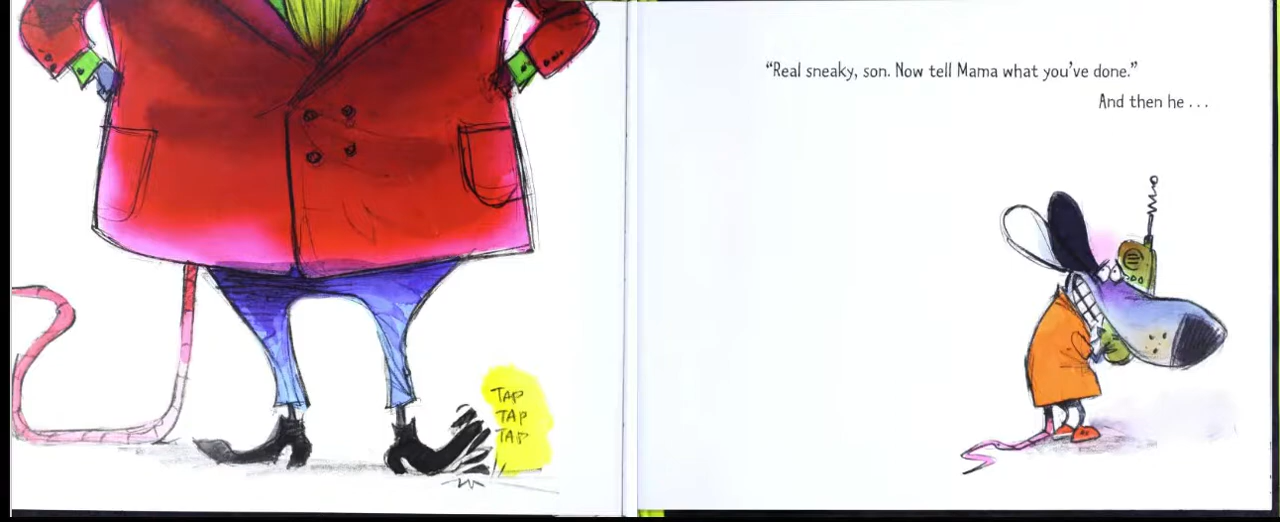 TAP
TAP
TAP
“Real sneaky, son. Now tell Mama what you’ve done.”
And then he . . .